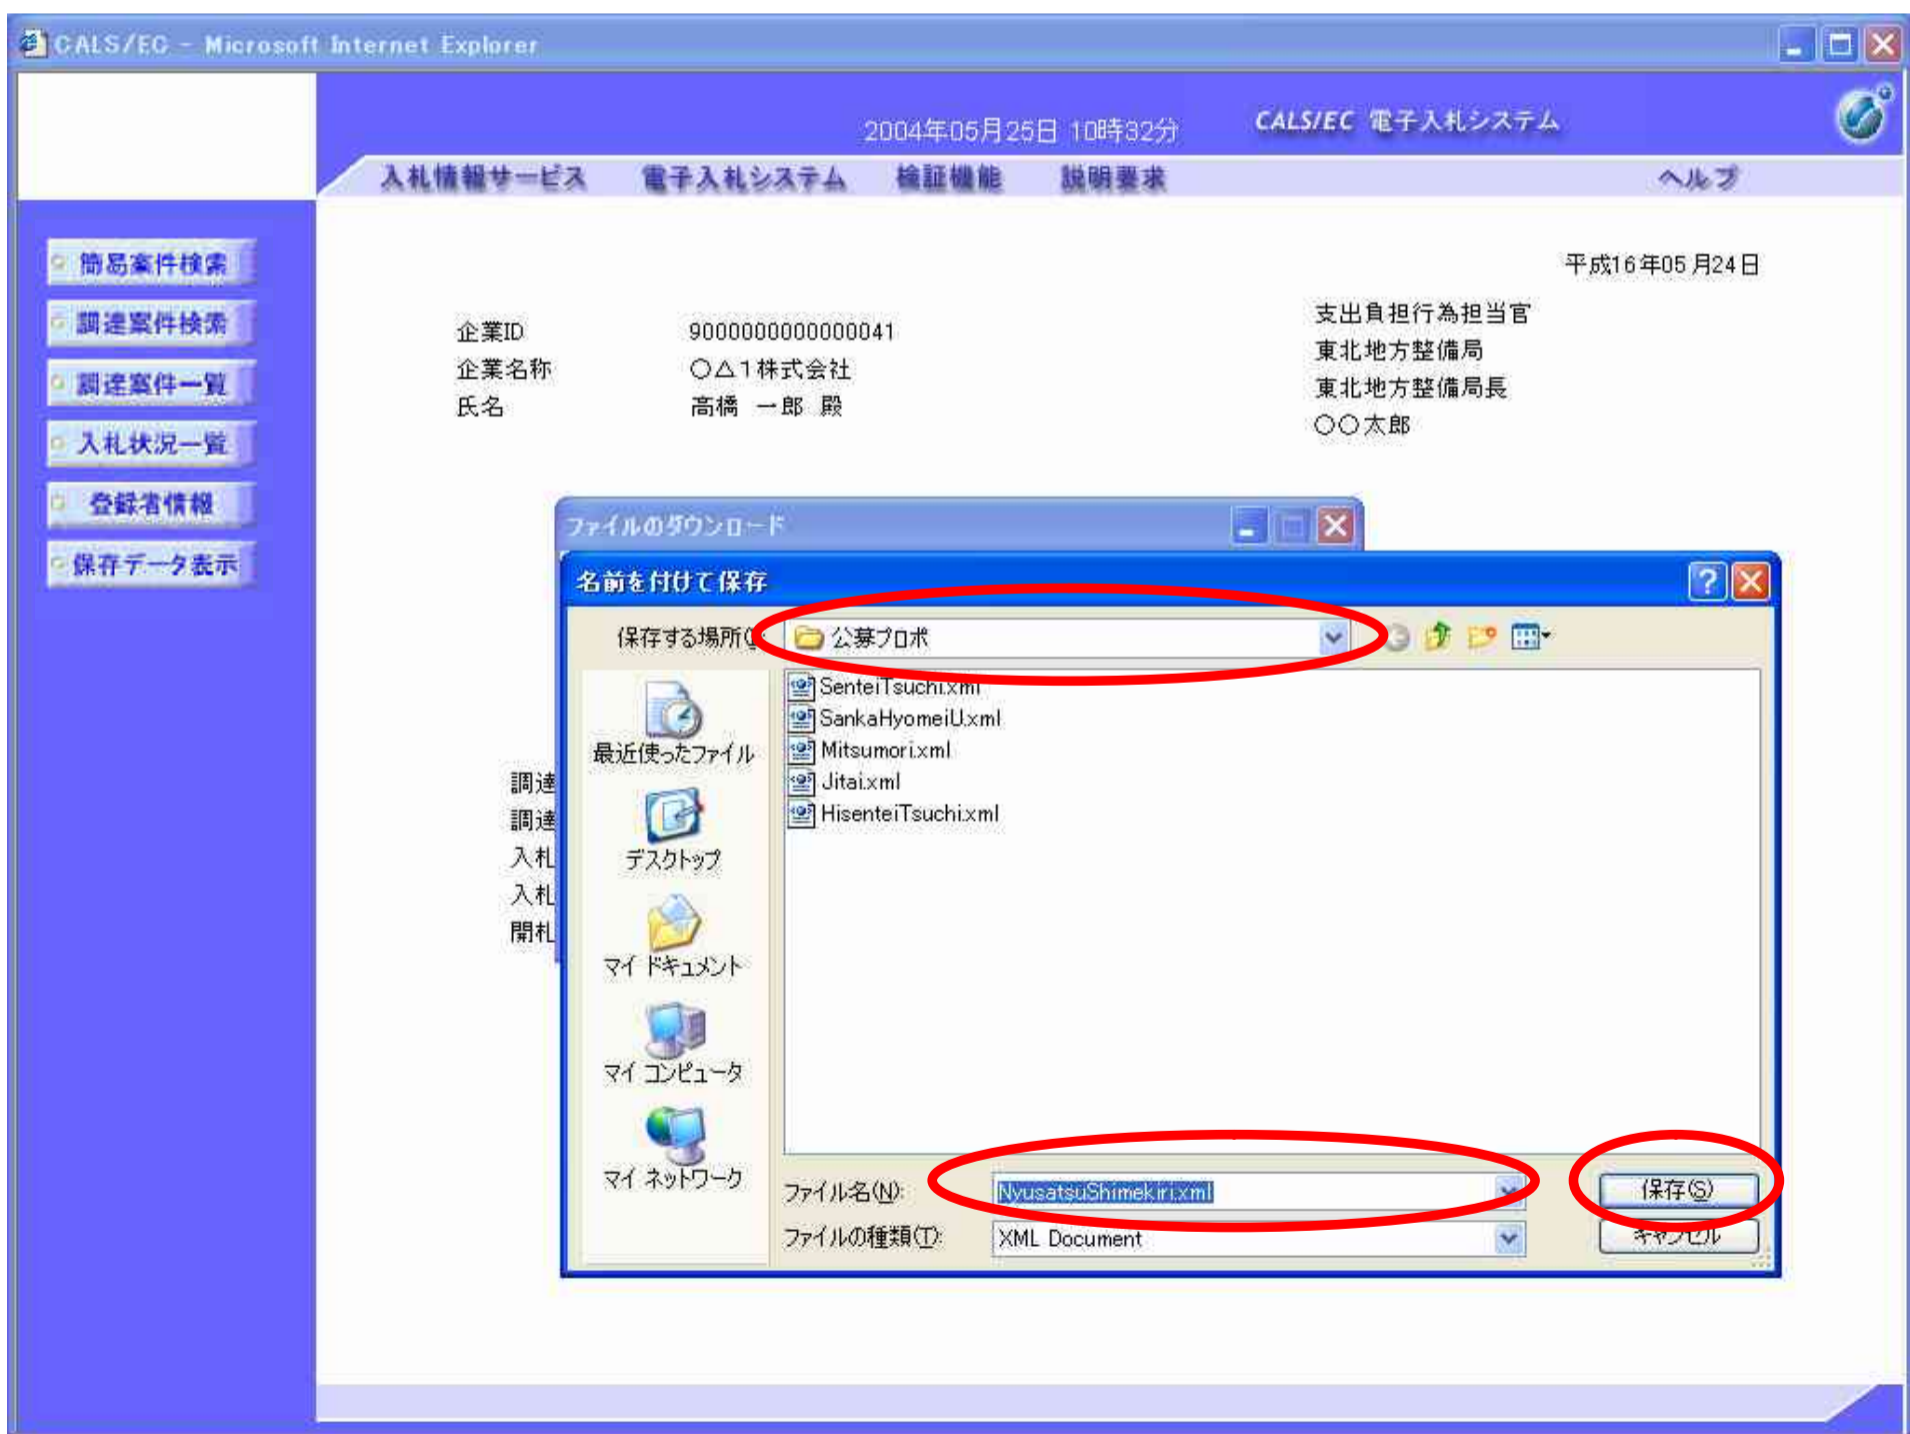 CALS/EC - Microsoft Internet Explorer
2004年05月25日 10時32分
CALS/EC 電子入札システム
入札情報サービス 電子入札システム 検証機能 説明要求 ヘルプ
簡易案件検索
調達案件検索
調達案件一覧
入札状況一覧
登録者情報
保存データ表示
平成16年05月24日
支出負担行為担当官
東北地方整備局
東北地方整備局長
○○太郎
企業ID 9000000000000041
企業名称 ○△1株式会社
氏名 高橋 一郎 殿
調達
調達
入札
入札
開札
ファイルのダウンロード
名前を付けて保存
保存する場所(I): 公募プロポ
SenteiTsuchi.xml
SankaHyomeiU.xml
Mitsumori.xml
Jitai.xml
HisenteiTsuchi.xml
最近使ったファイル
デスクトップ
マイ ドキュメント
マイ コンピュータ
マイ ネットワーク
ファイル名(N): NyusatsuShimekiri.xml 保存(S)
ファイルの種類(T): XML Document キャンセル